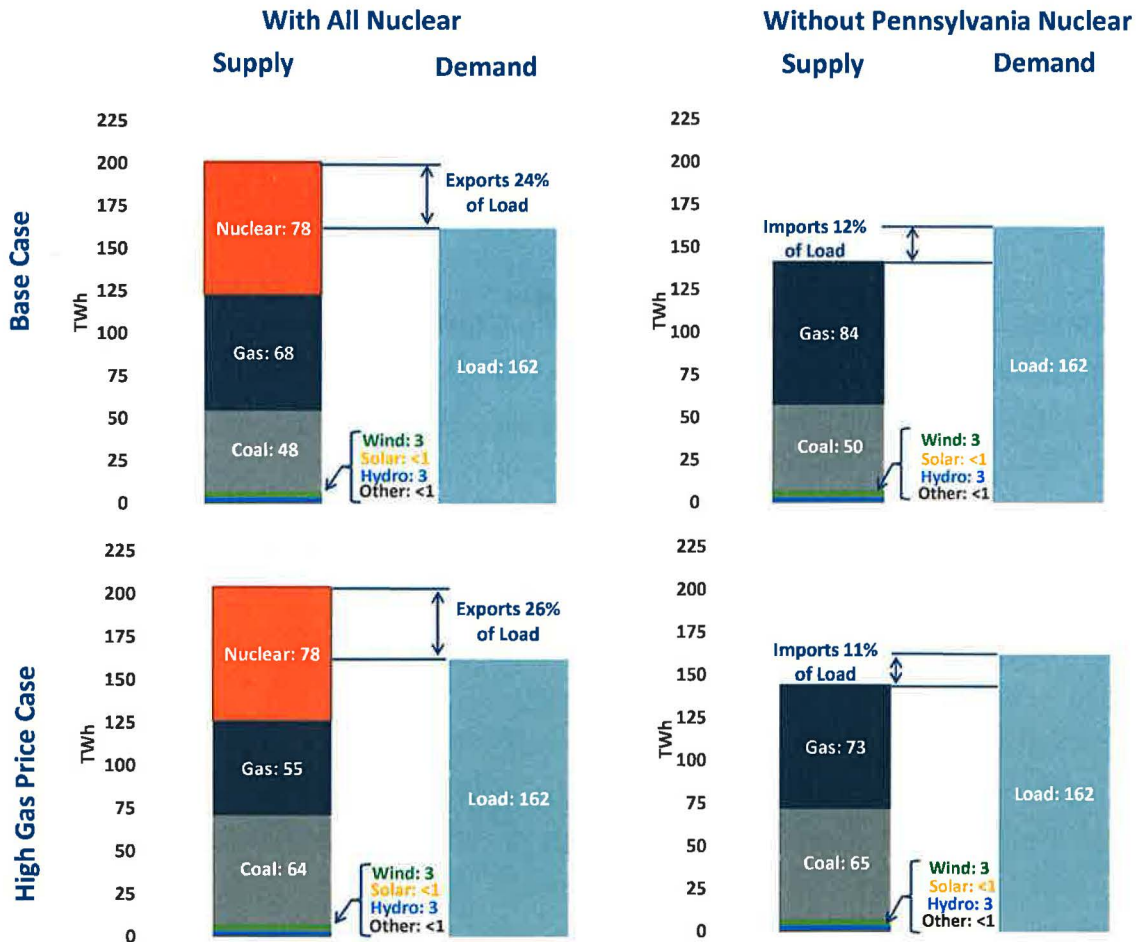 With All Nuclear
Supply
Demand
Without Pennsylvania Nuclear
Supply
Demand
Base Case
TWh
225
200
175
150
125
100
75
50
25
0
Nuclear: 78
Gas: 68
Coal: 48
Exports 24%
of Load
Load: 162
Wind: 3
Solar: <1
Hydro: 3
Other: <1
TWh
225
200
175
150
125
100
75
50
25
0
Imports 12%
of Load
Gas: 84
Coal: 50
Load: 162
Wind: 3
Solar: <1
Hydro: 3
Other: <1
High Gas Price Case
TWh
225
200
175
150
125
100
75
50
25
0
Nuclear: 78
Gas: 55
Coal: 64
Exports 26%
of Load
Load: 162
Wind: 3
Solar: <1
Hydro: 3
Other: <1
TWh
225
200
175
150
125
100
75
50
25
0
Imports 11%
of Load
Gas: 73
Coal: 65
Load: 162
Wind: 3
Solar: <1
Hydro: 3
Other: <1